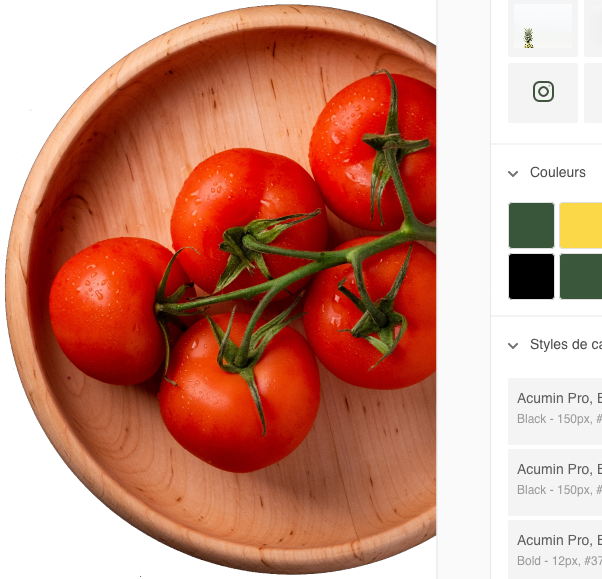 Couleurs
Styles de ca
Acumin Pro, E
Black - 150px, #
Acumin Pro, E
Black - 150px, #
Acumin Pro, E
Bold - 12px, #37